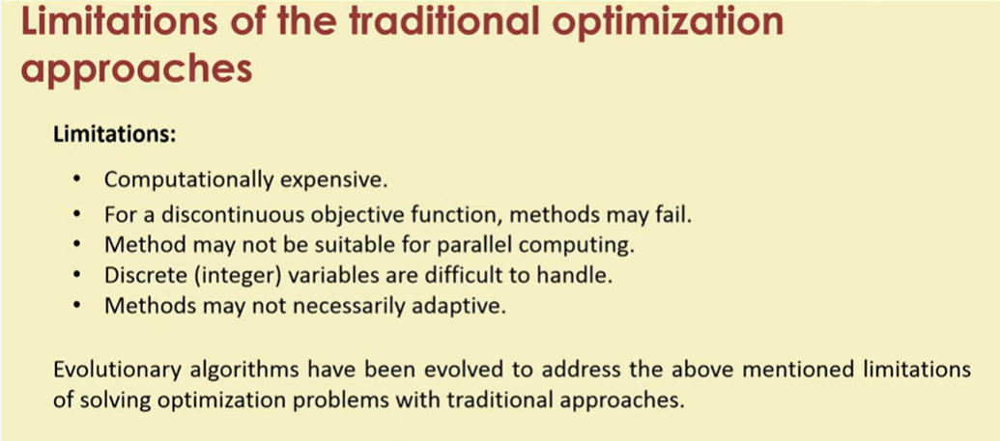 Limitations of the traditional optimization
approaches
Limitations:
• Computationally expensive.
• For a discontinuous objective function, methods may fail.
• Method may not be suitable for parallel computing.
• Discrete (integer) variables are difficult to handle.
• Methods may not necessarily adaptive.
Evolutionary algorithms have been evolved to address the above mentioned limitations
of solving optimization problems with traditional approaches.